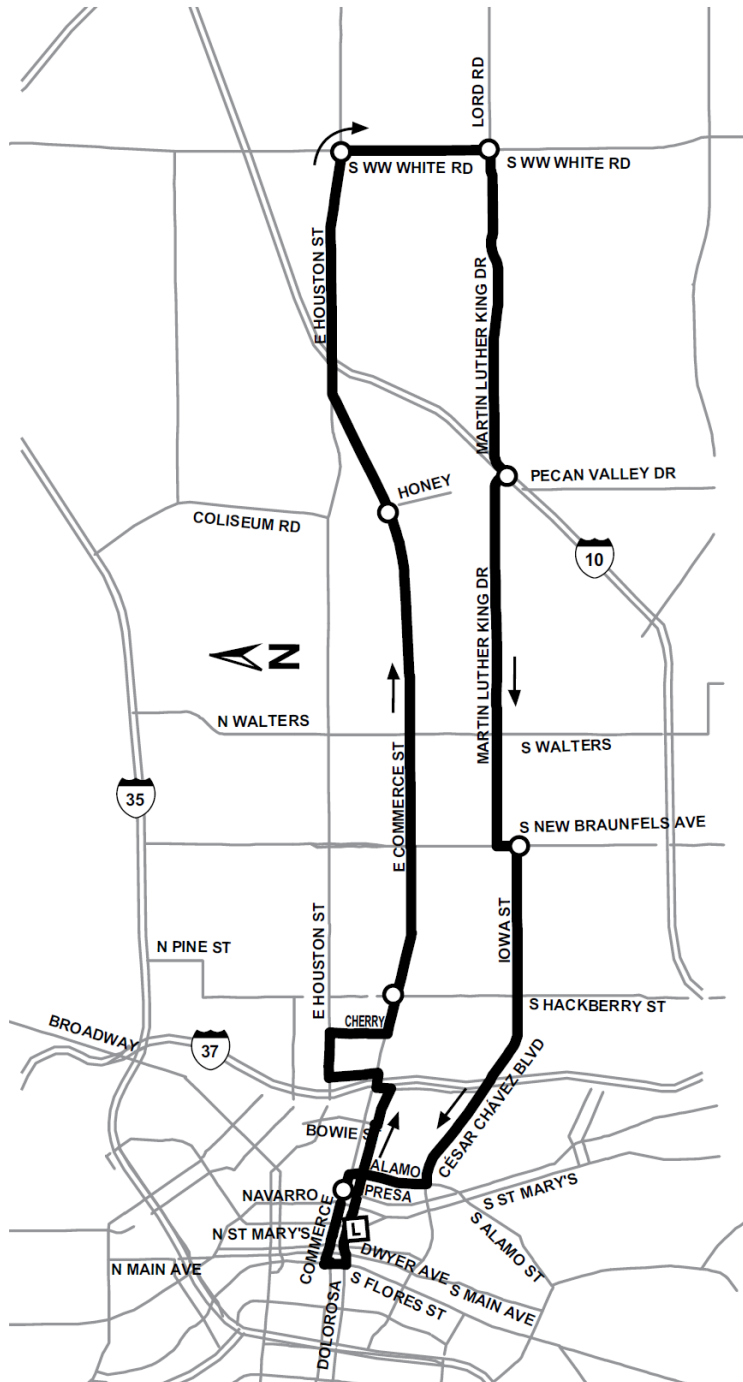 LORD RD
S WW WHITE RD
S WW WHITE RD
E HOUSTON ST
MARTIN LUTHER KING DR
HONEY
PECAN VALLEY DR
COLISEUM RD
10
MARTIN LUTHER KING DR
N
N WALTERS
S WALTERS
35
E COMMERCE ST
S NEW BRAUNFELS AVE
E HOUSTON ST
IOWA ST
N PINE ST
S HACKBERRY ST
CHERRY
BROADWAY
37
CÉSAR CHÁVEZ BLVD
BOWIE S
ALAMO
NAVARRO
PRESA
S ST MARY'S
COMMERCE
L
N ST MARY'S
S ALAMO ST
DWYER AVE
N MAIN AVE
S MAIN AVE
S FLORES ST
DOLOROSA